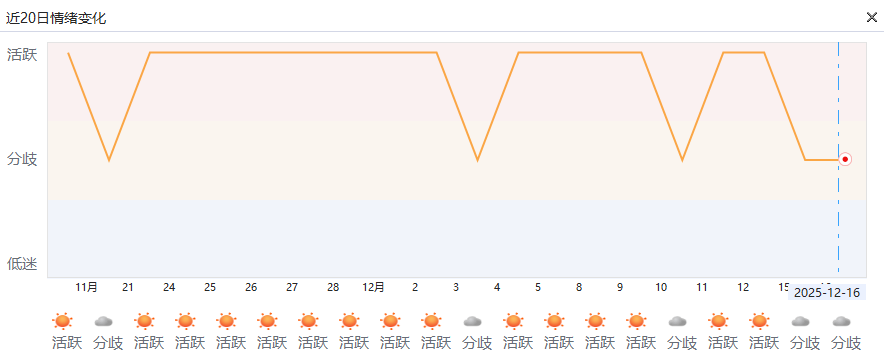 近20日情绪变化
活跃
分歧
低迷
11月 21 24 25 26 27 28 12月 2 3 4 5 8 9 10 11 12 15
2025-12-16
活跃 分歧 活跃 活跃 活跃 活跃 活跃 活跃 活跃 活跃 分歧 活跃 活跃 活跃 活跃 分歧 活跃 活跃 分歧 分歧